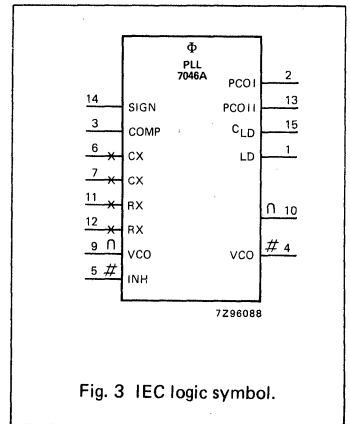 Φ
PLL
7046A
14 SIGN
3 COMP
6 CX
7 CX
11 RX
12 RX
9 ∩ VCO
5 # INH
PCOI 2
PCOII 13
CLD 15
LD 1
∩ 10
VCO # 4
7Z96088
Fig. 3 IEC logic symbol.